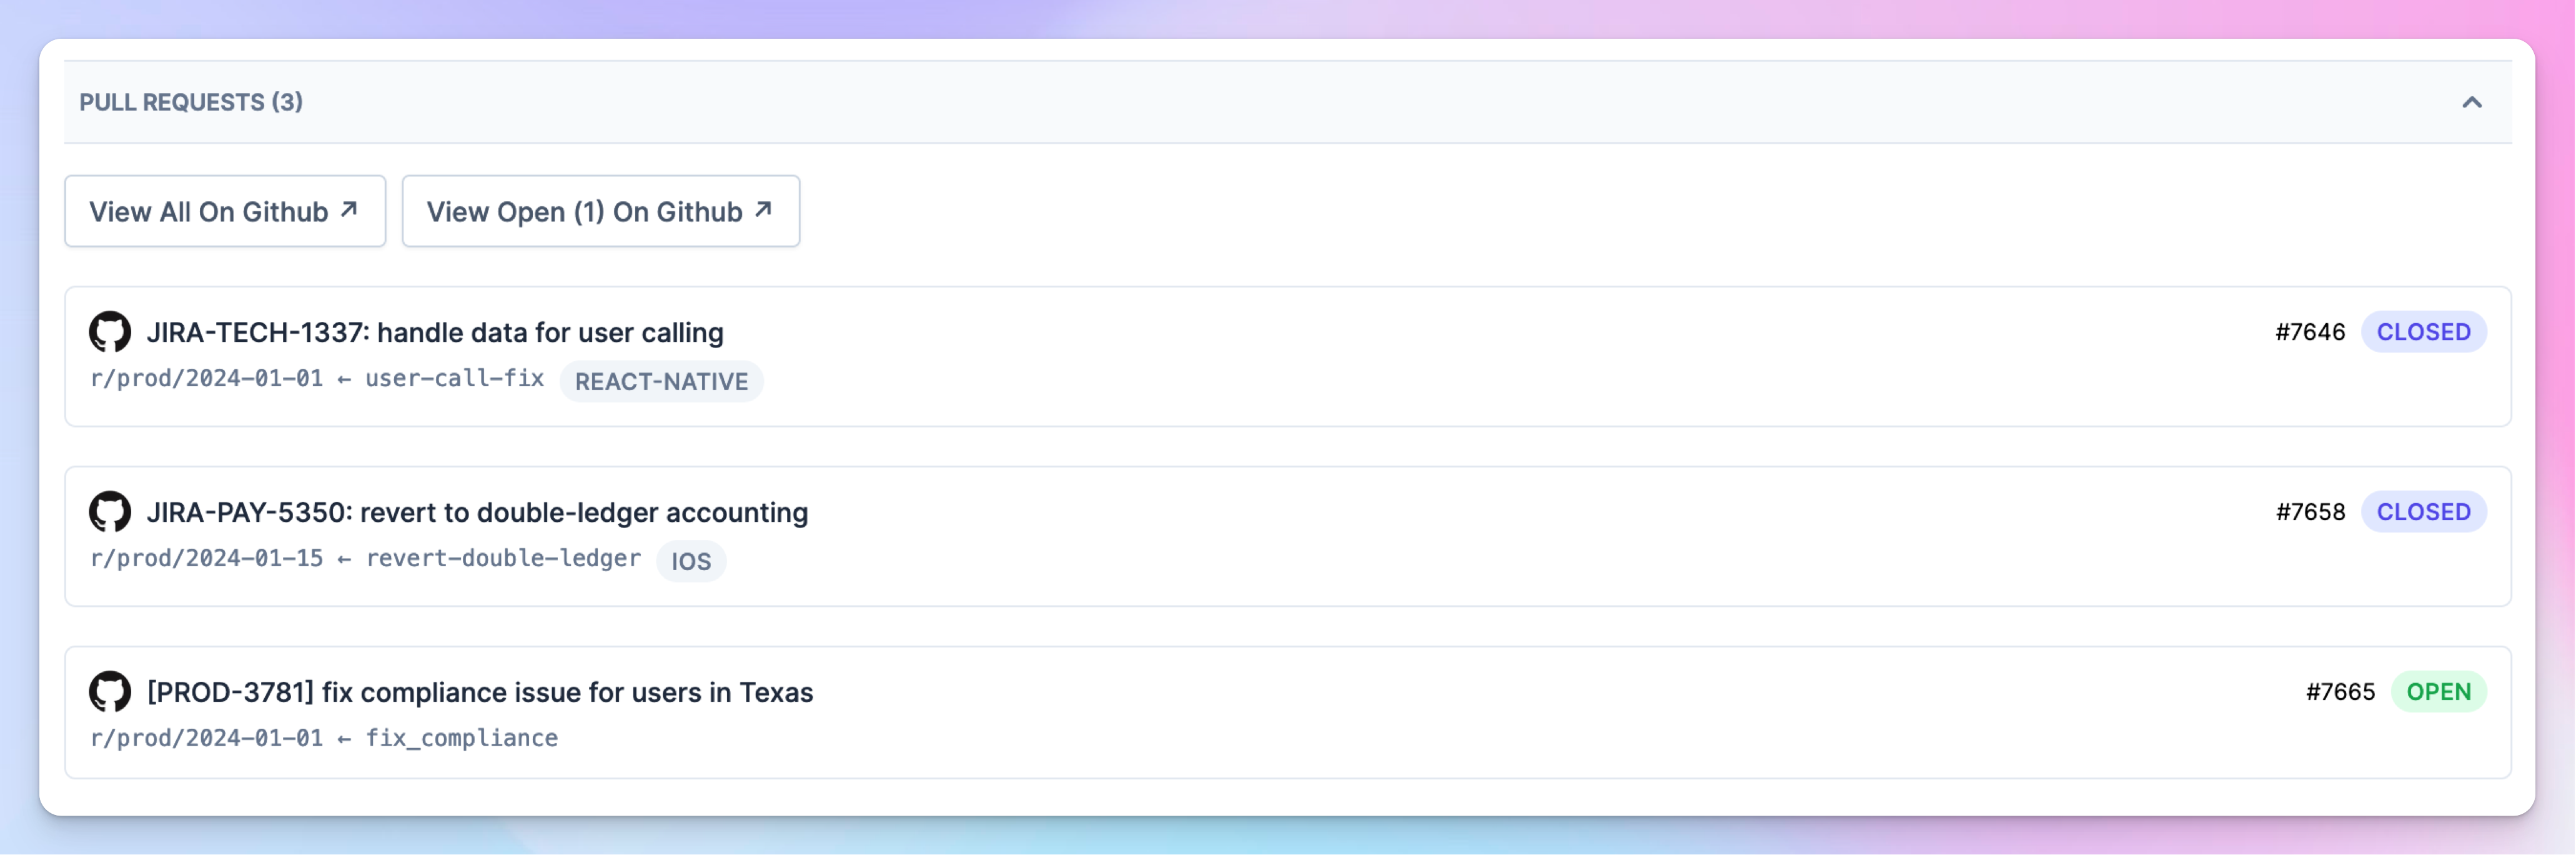 PULL REQUESTS (3)
View All On Github ↗
View Open (1) On Github ↗
JIRA-TECH-1337: handle data for user calling
#7646 CLOSED
r/prod/2024-01-01 ← user-call-fix REACT-NATIVE
JIRA-PAY-5350: revert to double-ledger accounting
#7658 CLOSED
r/prod/2024-01-15 ← revert-double-ledger IOS
[PROD-3781] fix compliance issue for users in Texas
#7665 OPEN
r/prod/2024-01-01 ← fix_compliance